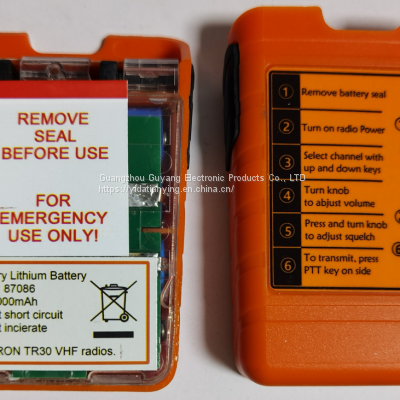 REMOVE
SEAL
BEFORE USE
FOR
EMERGENCY
USE ONLY!
ry Lithium Battery
87086
000mAh
t short circuit
t incierate
RON TR30 VHF radios.
Guangzhou Guyang Electronic Products Co., LTD
https://yidatianying.en.china.cn/
1 Remove battery seal
2 Turn on radio Power
3 Select channel with
up and down keys
4 Turn knob
to adjust volume
5 Press and turn knob
to adjust squelch
6 To transmit, press
PTT key on side